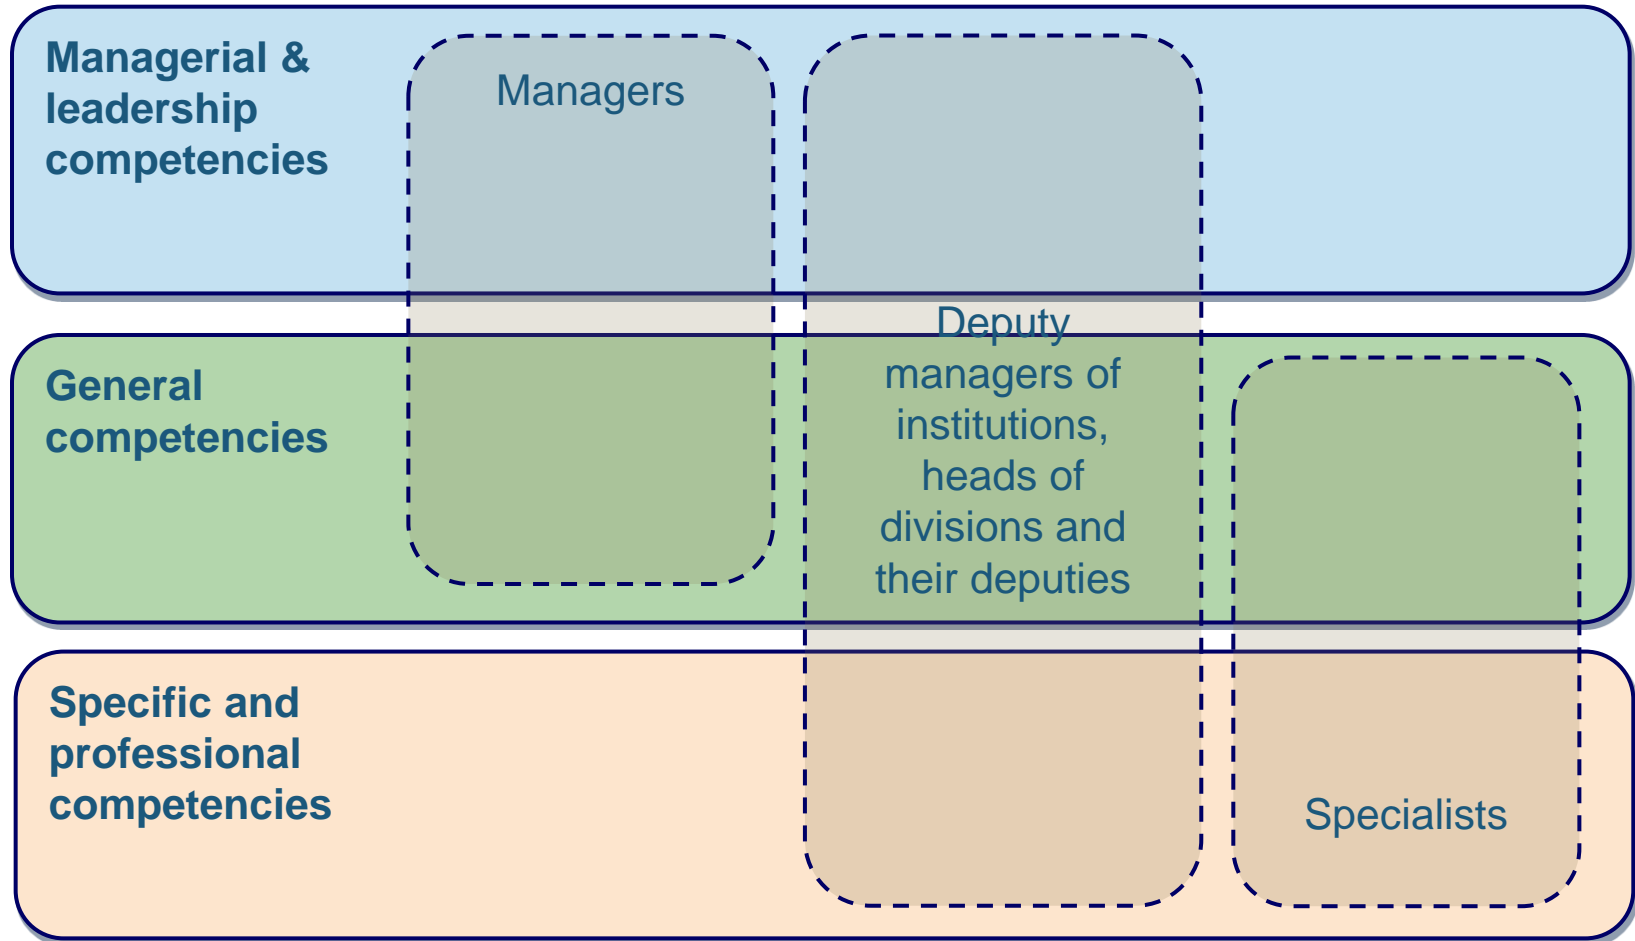 Managerial &
leadership
competencies
Managers
Deputy
managers of
institutions,
heads of
divisions and
their deputies
General
competencies
Specific and
professional
competencies
Specialists